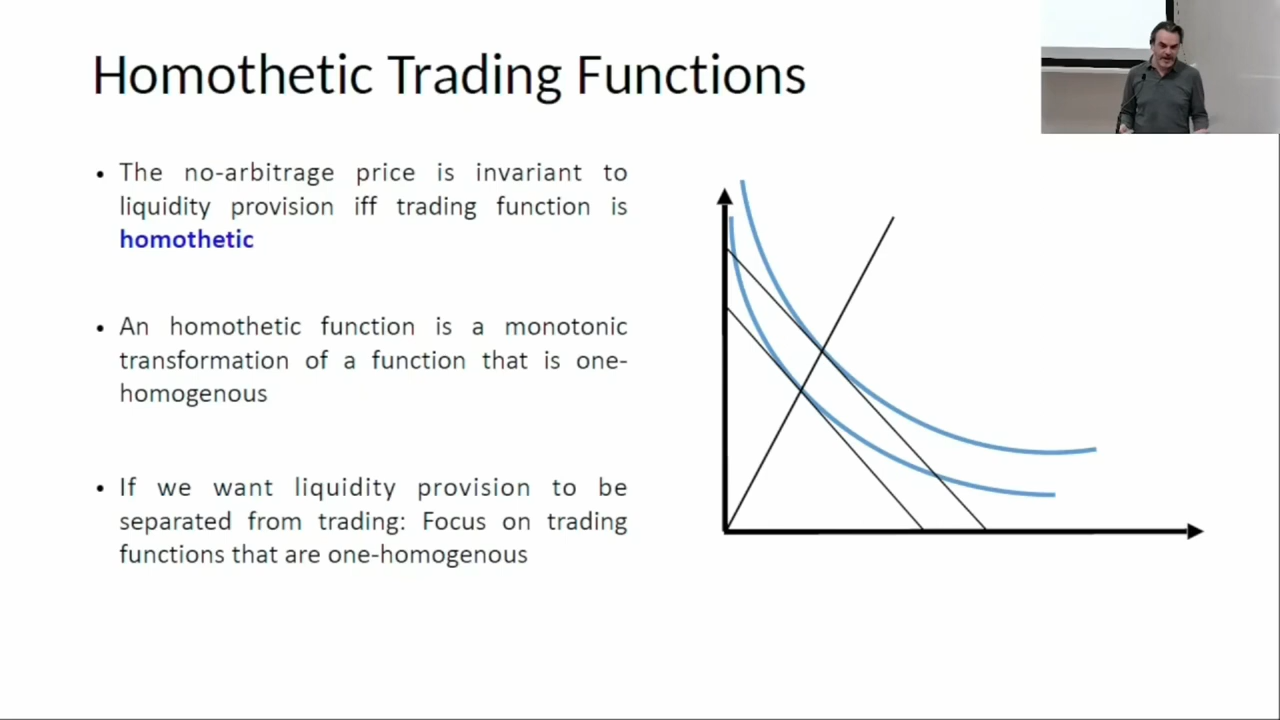 Homothetic Trading Functions
• The no-arbitrage price is invariant to
liquidity provision iff trading function is
homothetic
• An homothetic function is a monotonic
transformation of a function that is one-
homogenous
• If we want liquidity provision to be
separated from trading: Focus on trading
functions that are one-homogenous